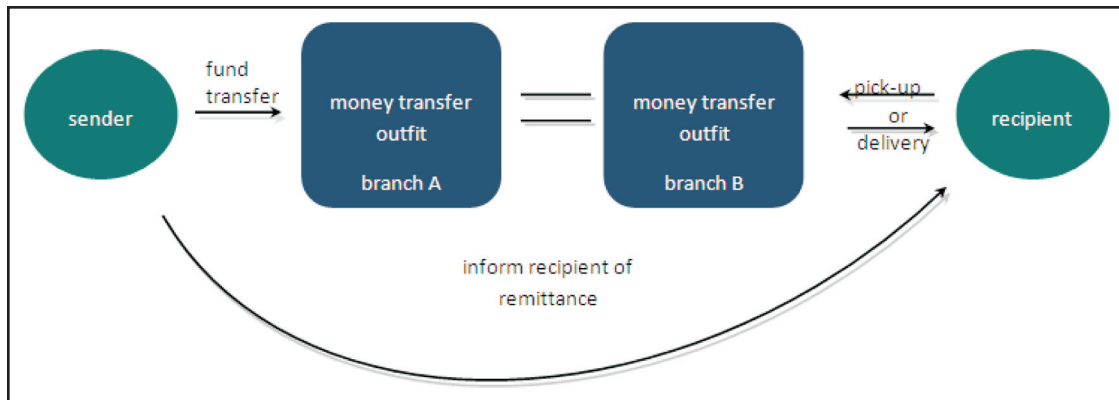 sender
fund
transfer
money transfer
outfit
branch A
money transfer
outfit
branch B
pick-up
or
delivery
recipient
inform recipient of
remittance